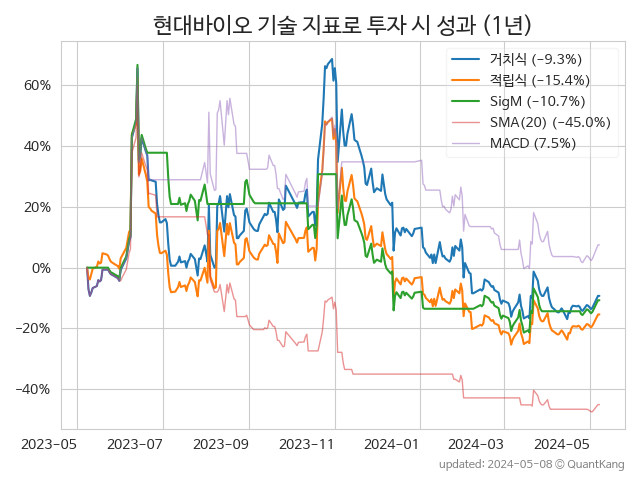 현대바이오 기술 지표로 투자 시 성과 (1년)
거치식 (−9.3%)
적립식 (−15.4%)
SigM (−10.7%)
SMA(20) (−45.0%)
MACD (7.5%)
60%
40%
20%
0%
−20%
−40%
2023-05 2023-07 2023-09 2023-11 2024-01 2024-03 2024-05
updated: 2024-05-08 © QuantKang